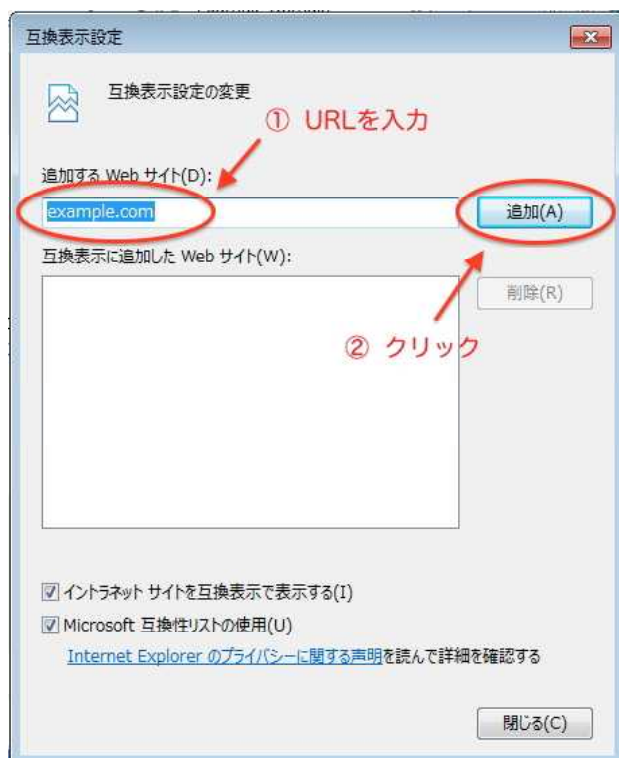 互換表示設定
互換表示設定の変更
① URLを入力
追加する Web サイト(D):
example.com
追加(A)
互換表示に追加した Web サイト(W):
削除(R)
② クリック
イントラネット サイトを互換表示で表示する(I)
Microsoft 互換性リストの使用(U)
Internet Explorer のプライバシーに関する声明を読んで詳細を確認する
閉じる(C)